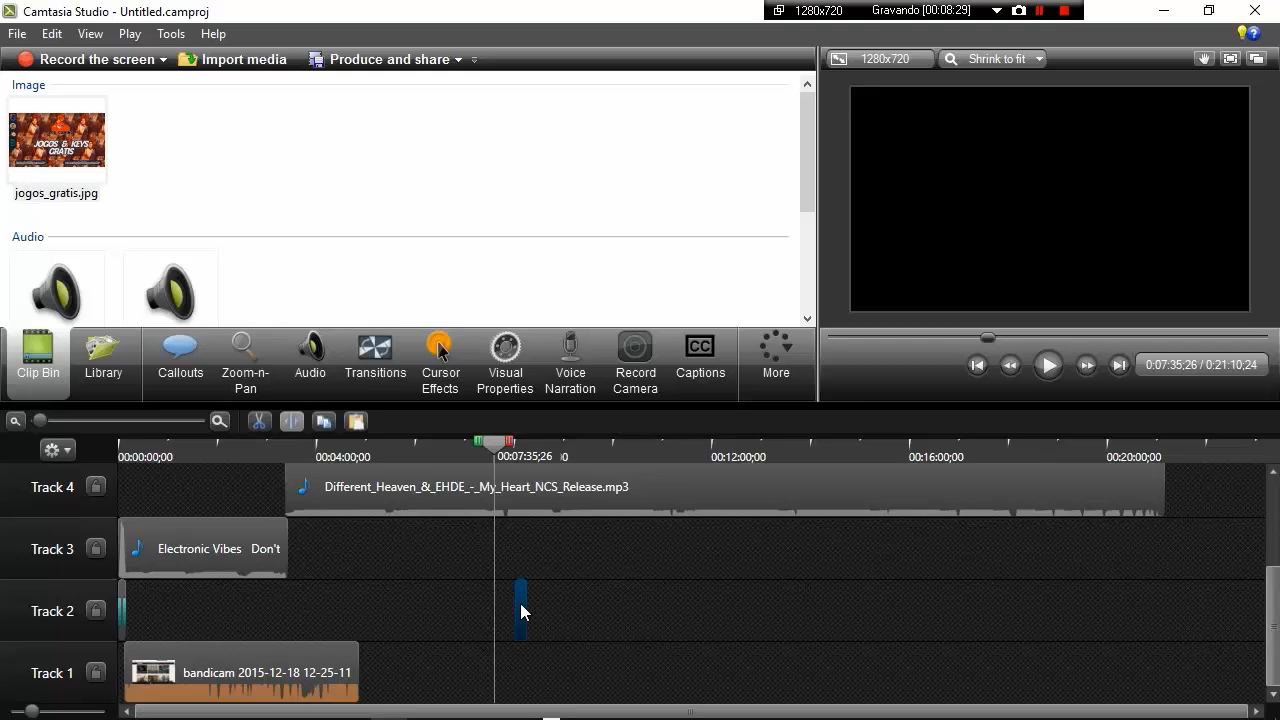 Camtasia Studio - Untitled.camproj
1280x720
Gravando [00:08:29]
File Edit View Play Tools Help
Record the screen
Import media
Produce and share
1280x720
Shrink to fit
Image
JOGOS & KEYS
GRATIS
jogos_gratis.jpg
Audio
Clip Bin
Library
Callouts
Zoom-n-
Pan
Audio
Transitions
Cursor
Effects
Visual
Properties
Voice
Narration
Record
Camera
CC
Captions
More
0:07:35;26 / 0:21:10;24
00:00:00;00
00:04:00;00
00:07:35;26
00:12:00;00
00:16:00;00
00:20:00;00
Track 4
Different_Heaven_&_EHDE_-_My_Heart_NCS_Release.mp3
Track 3
Electronic Vibes Don't
Track 2
Track 1
bandicam 2015-12-18 12-25-11